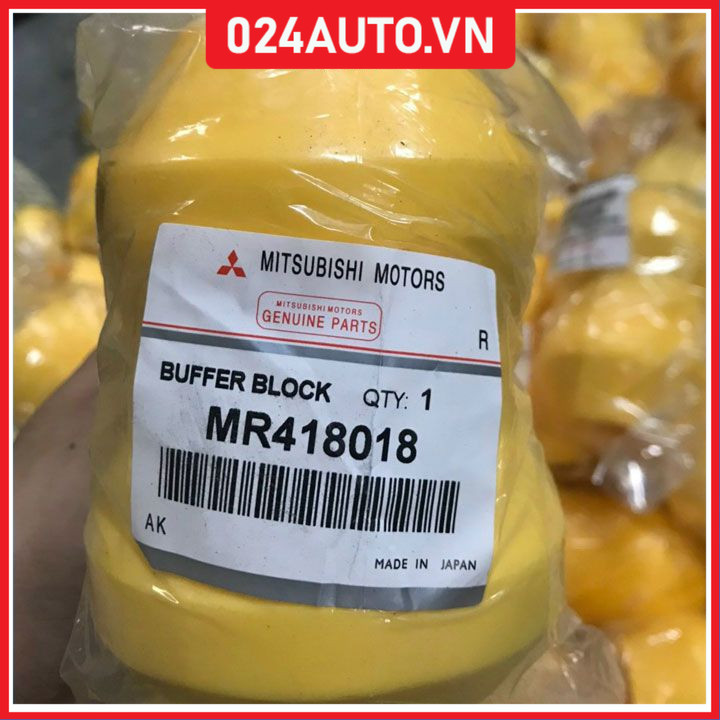 024AUTO.VN
MITSUBISHI MOTORS
MITSUBISHI MOTORS
GENUINE PARTS
R
BUFFER BLOCK QTY: 1
MR418018
AK
MADE IN JAPAN